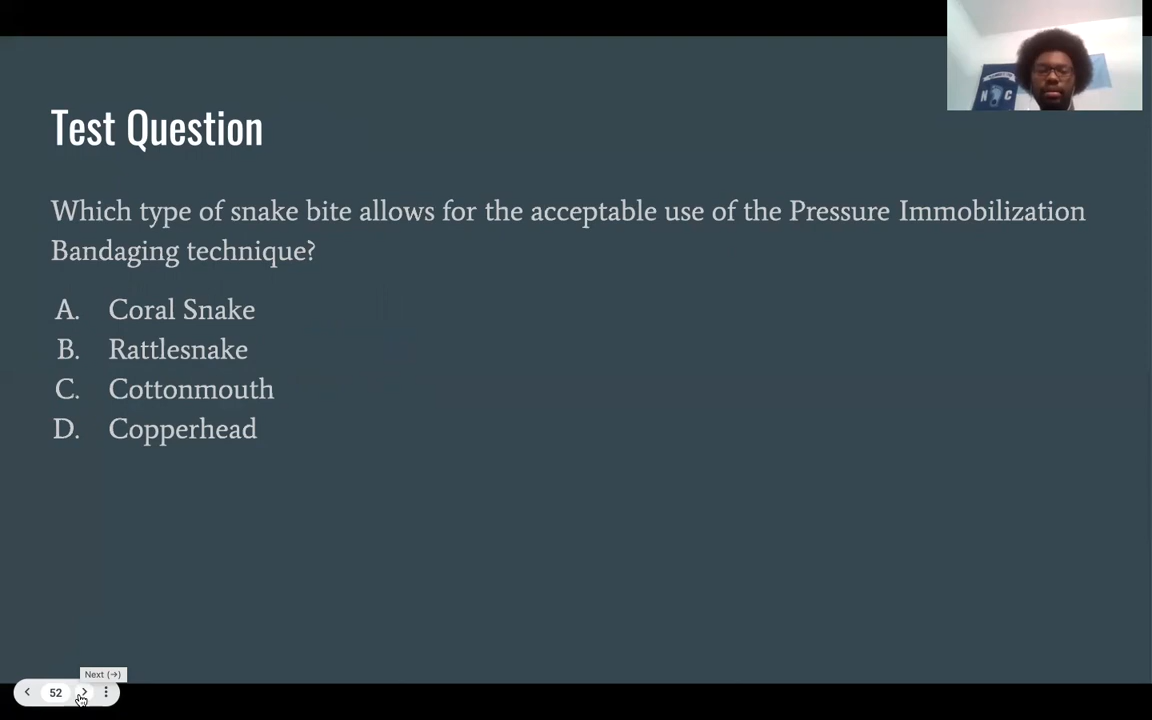 Test Question
Which type of snake bite allows for the acceptable use of the Pressure Immobilization
Bandaging technique?
A. Coral Snake
B. Rattlesnake
C. Cottonmouth
D. Copperhead
N C
Next (→)
52